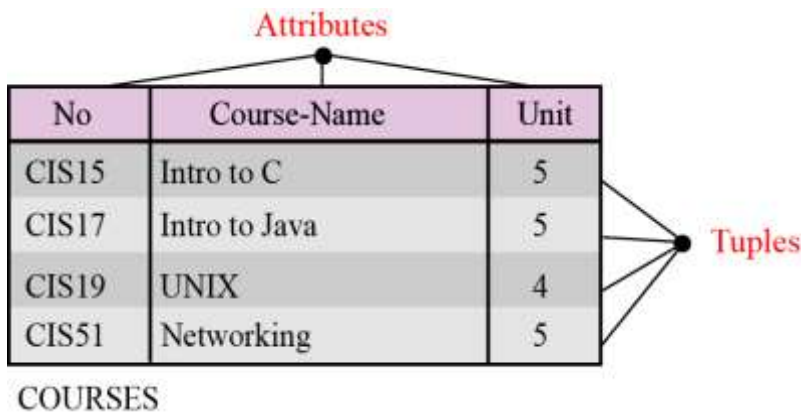 Attributes
No Course-Name Unit
CIS15 Intro to C 5
CIS17 Intro to Java 5
Tuples
CIS19 UNIX 4
CIS51 Networking 5
COURSES